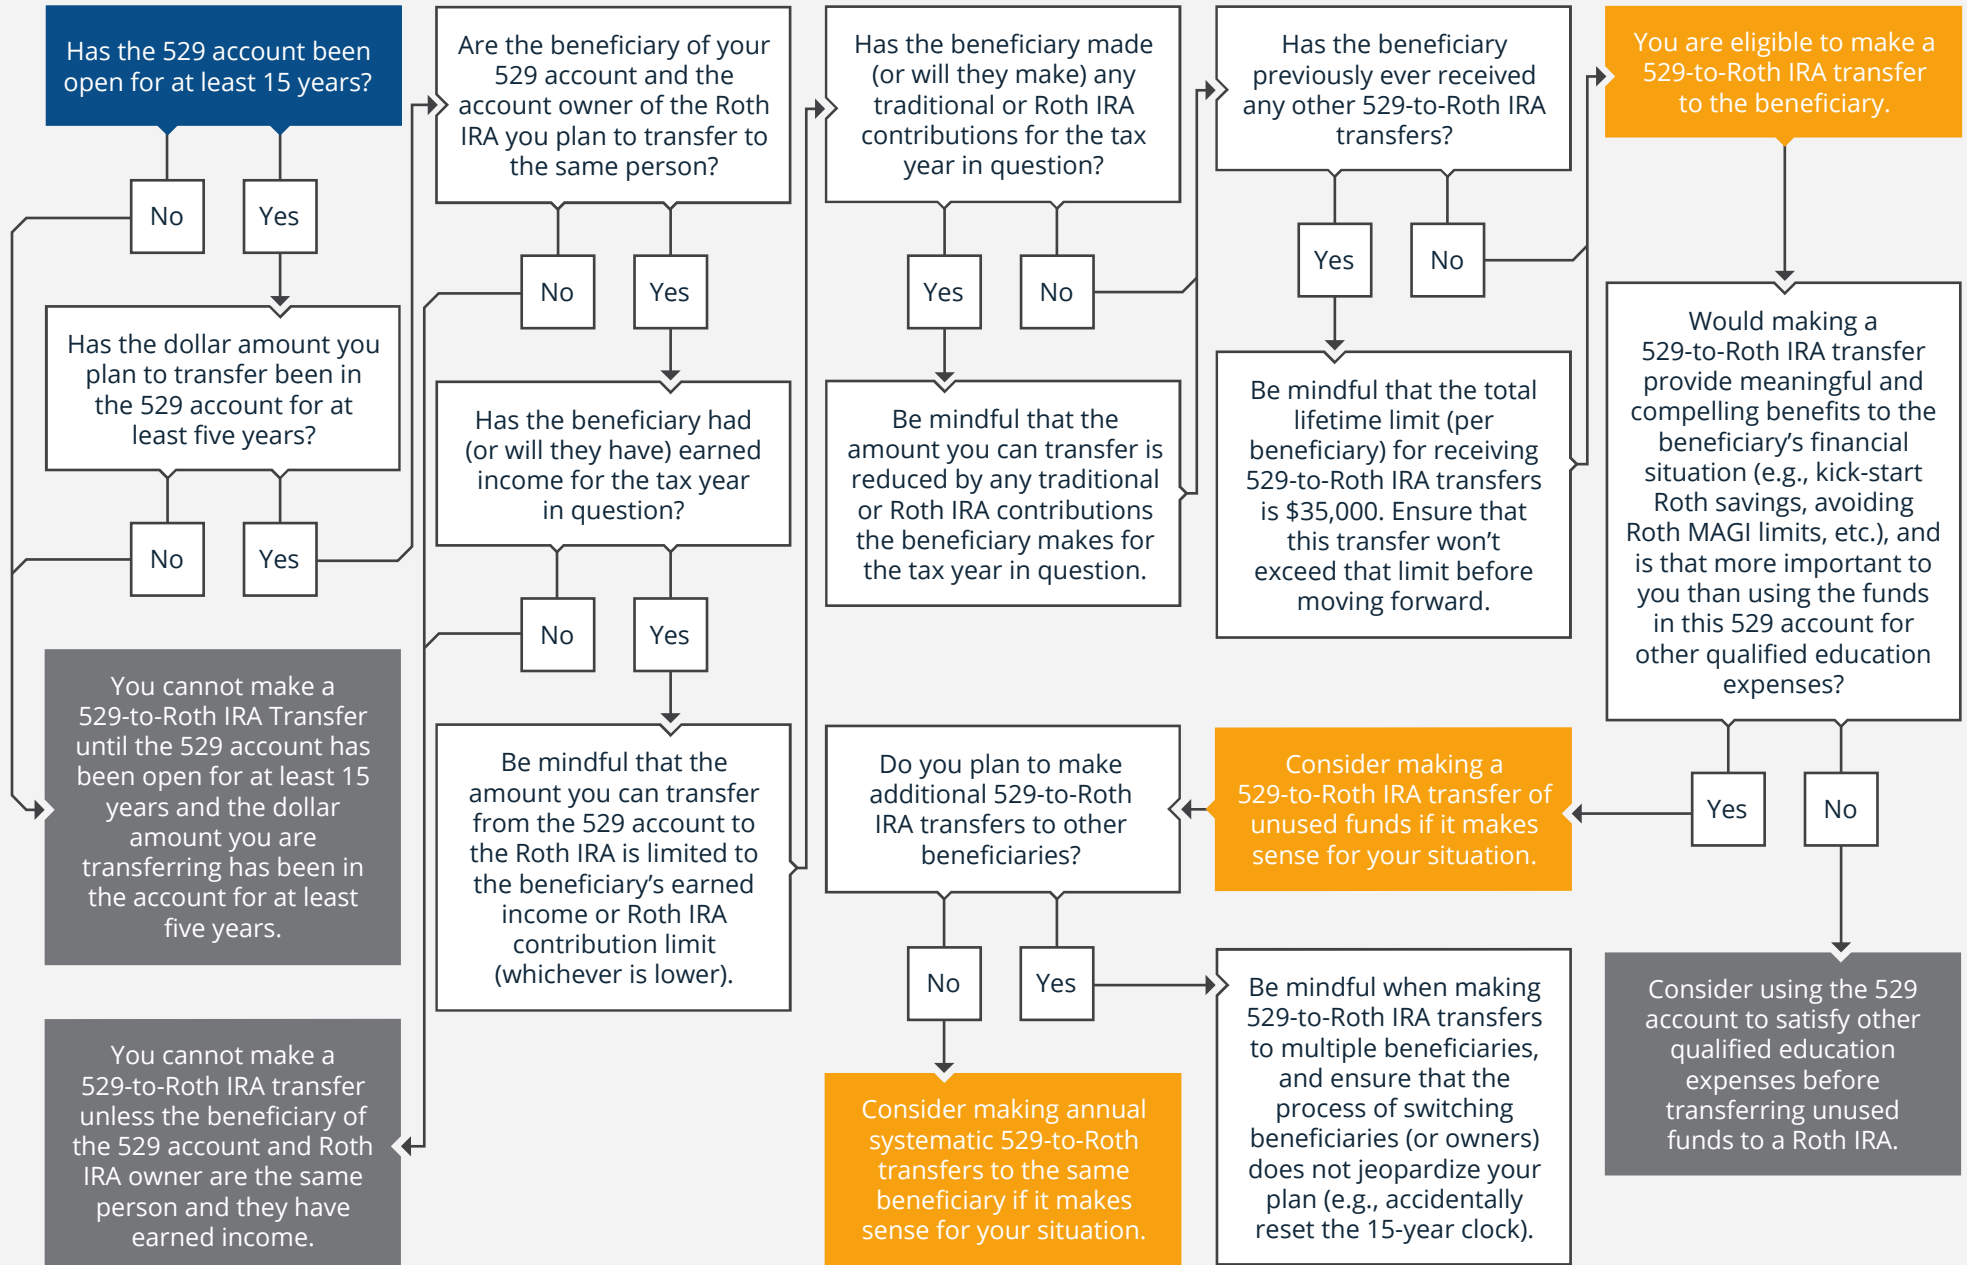 Has the 529 account been
open for at least 15 years?
No
Yes
Has the dollar amount you
plan to transfer been in
the 529 account for at
least five years?
No
Yes
You cannot make a
529-to-Roth IRA Transfer
until the 529 account has
been open for at least 15
years and the dollar
amount you are
transferring has been in
the account for at least
five years.
You cannot make a
529-to-Roth IRA transfer
unless the beneficiary of
the 529 account and Roth
IRA owner are the same
person and they have
earned income.
Are the beneficiary of your
529 account and the
account owner of the Roth
IRA you plan to transfer to
the same person?
No
Yes
Has the beneficiary had
(or will they have) earned
income for the tax year
in question?
No
Yes
Be mindful that the
amount you can transfer
from the 529 account to
the Roth IRA is limited to
the beneficiary's earned
income or Roth IRA
contribution limit
(whichever is lower).
Has the beneficiary made
(or will they make) any
traditional or Roth IRA
contributions for the tax
year in question?
Yes
No
Be mindful that the
amount you can transfer is
reduced by any traditional
or Roth IRA contributions
the beneficiary makes for
the tax year in question.
Has the beneficiary
previously ever received
any other 529-to-Roth IRA
transfers?
Yes
No
Be mindful that the total
lifetime limit (per
beneficiary) for receiving
529-to-Roth IRA transfers
is $35,000. Ensure that
this transfer won't
exceed that limit before
moving forward.
You are eligible to make a
529-to-Roth IRA transfer
to the beneficiary.
Would making a
529-to-Roth IRA transfer
provide meaningful and
compelling benefits to the
beneficiary's financial
situation (e.g., kick-start
Roth savings, avoiding
Roth MAGI limits, etc.), and
is that more important to
you than using the funds
in this 529 account for
other qualified education
expenses?
Yes
No
Consider using the 529
account to satisfy other
qualified education
expenses before
transferring unused
funds to a Roth IRA.
Consider making a
529-to-Roth IRA transfer of
unused funds if it makes
sense for your situation.
Do you plan to make
additional 529-to-Roth
IRA transfers to other
beneficiaries?
No
Yes
Consider making annual
systematic 529-to-Roth
transfers to the same
beneficiary if it makes
sense for your situation.
Be mindful when making
529-to-Roth IRA transfers
to multiple beneficiaries,
and ensure that the
process of switching
beneficiaries (or owners)
does not jeopardize your
plan (e.g., accidentally
reset the 15-year clock).